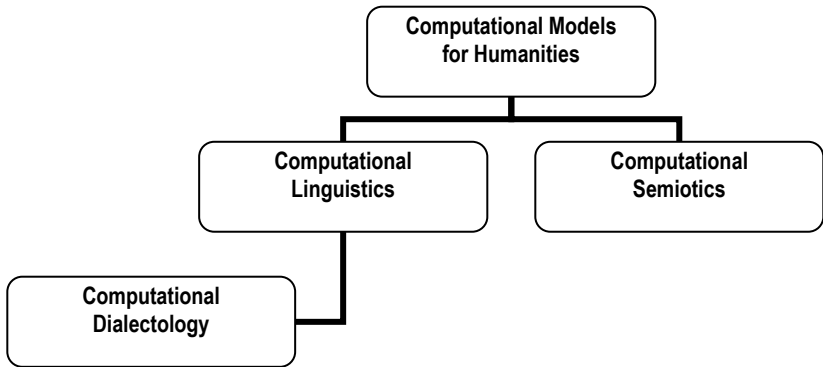 Computational Models
for Humanities
Computational
Linguistics
Computational
Semiotics
Computational
Dialectology